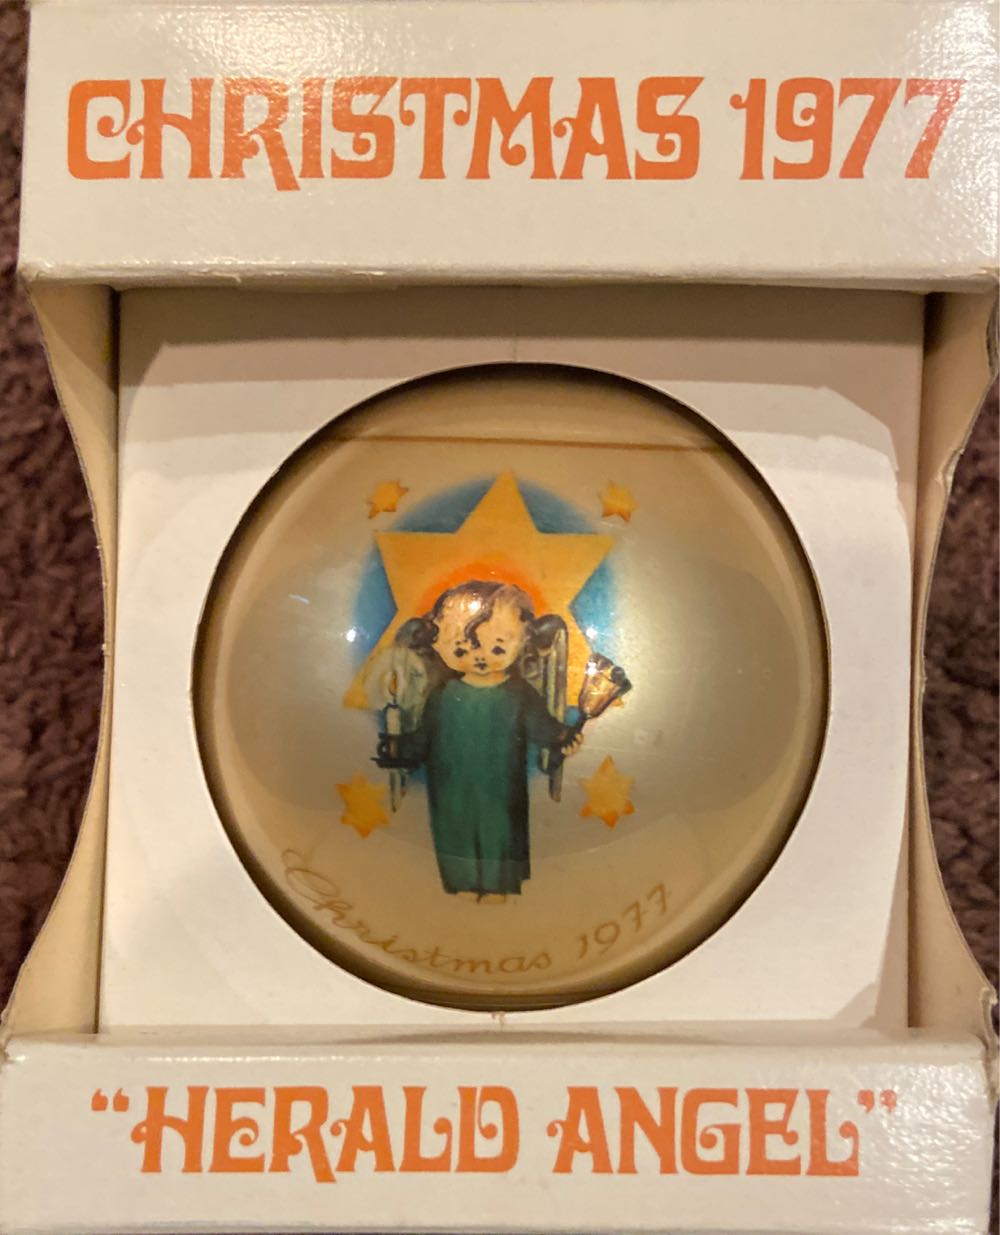 CHRISTMAS 1977
Christmas 1977
“HERALD ANGEL”